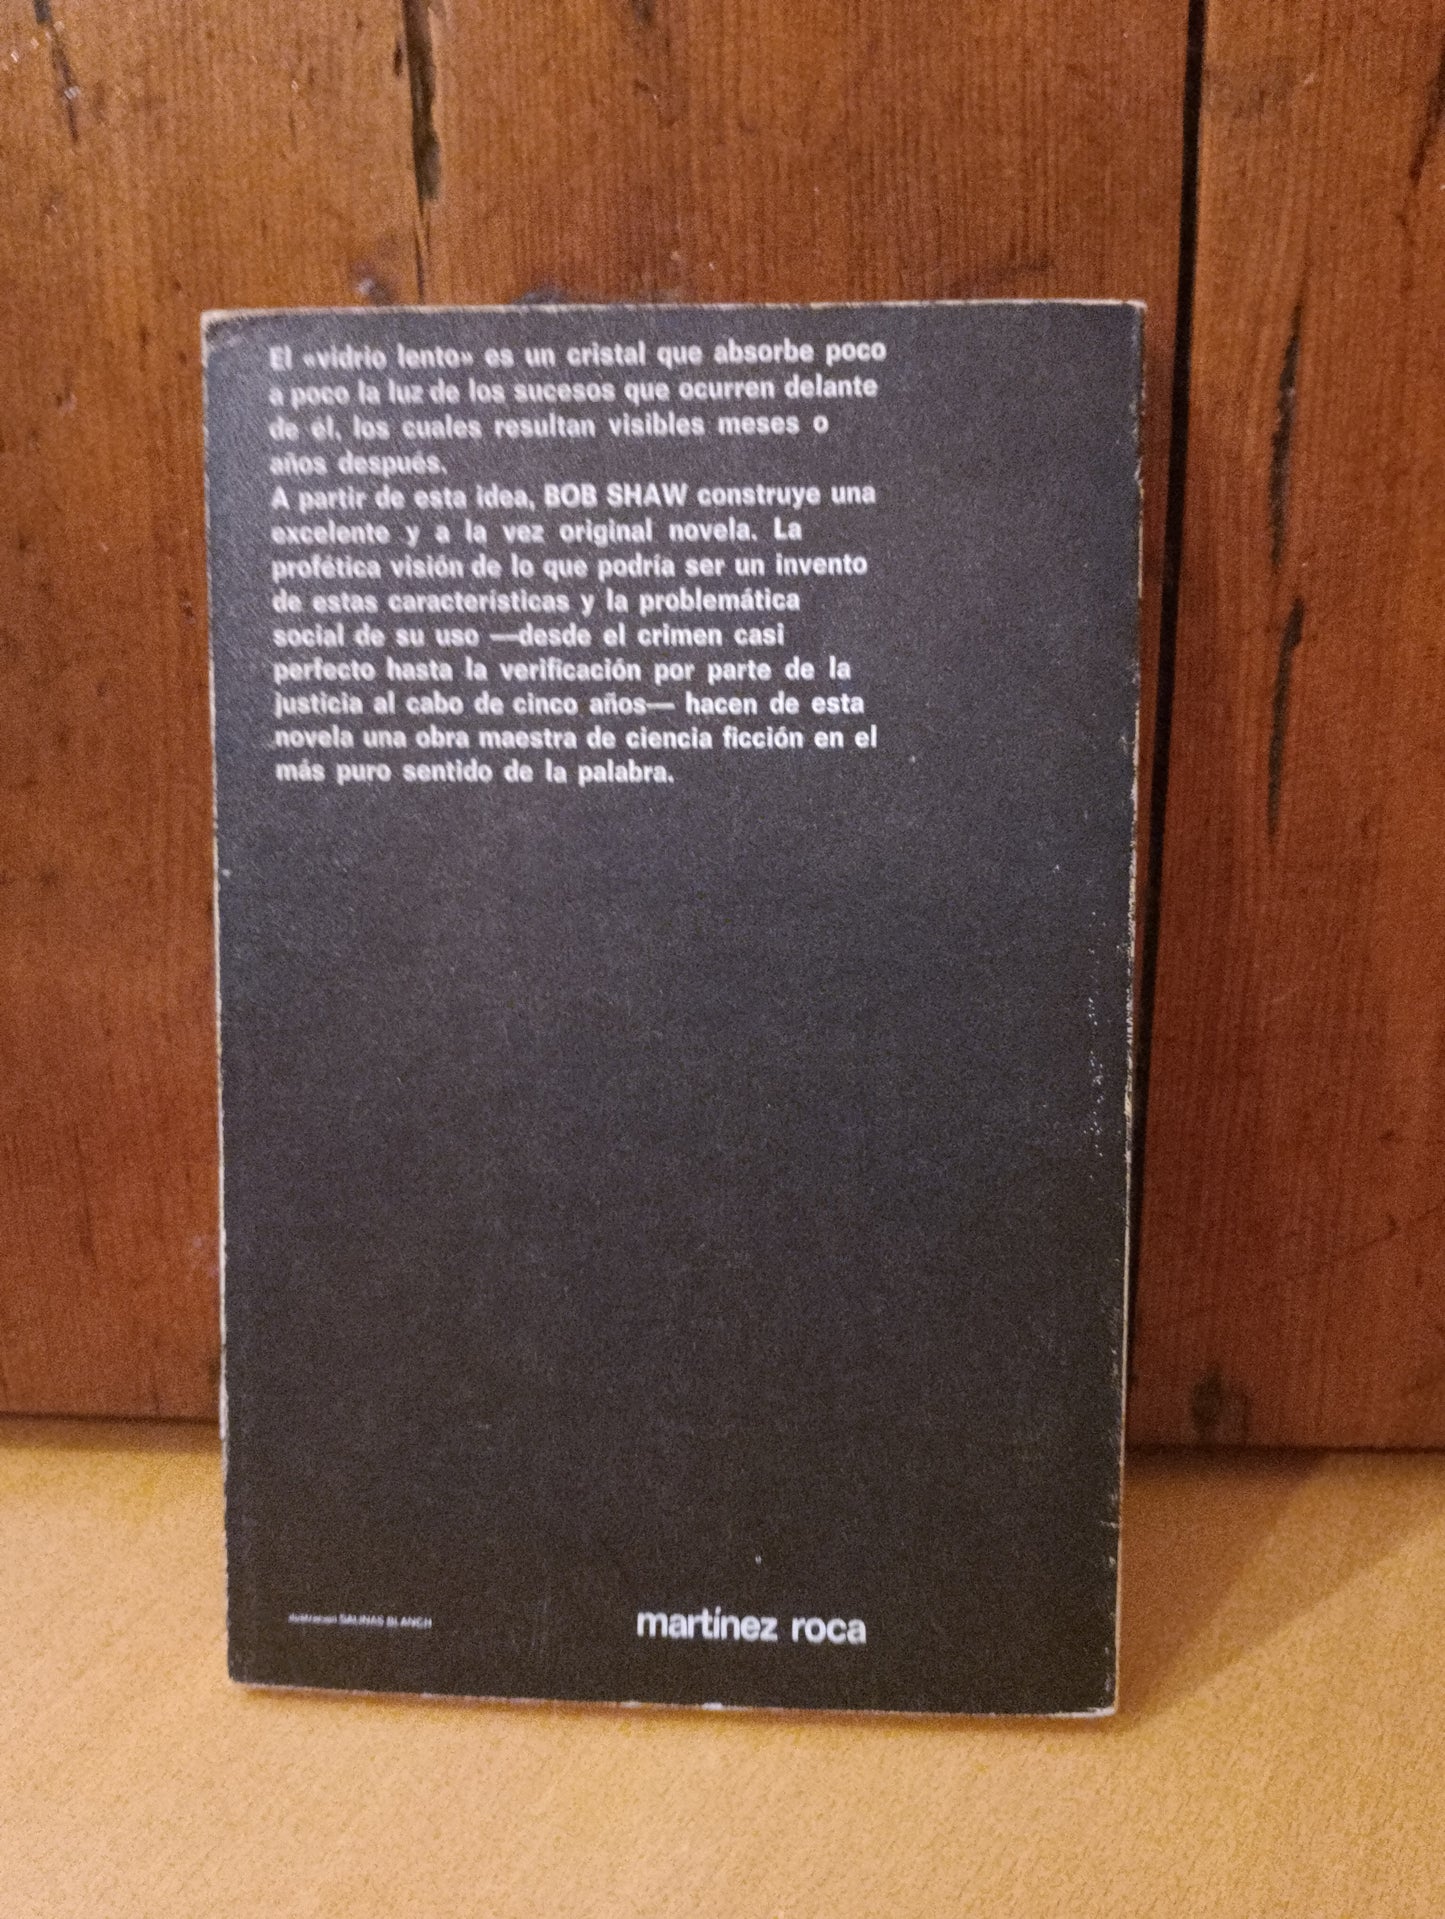 El «vidrio lento» es un cristal que absorbe poco
a poco la luz de los sucesos que ocurren delante
de él, los cuales resultan visibles meses o
años después.
A partir de esta idea, BOB SHAW construye una
excelente y a la vez original novela. La
profética visión de lo que podría ser un invento
de estas características y la problemática
social de su uso —desde el crimen casi
perfecto hasta la verificación por parte de la
justicia al cabo de cinco años— hacen de esta
novela una obra maestra de ciencia ficción en el
más puro sentido de la palabra.
SALINAS BLANCH
martínez roca